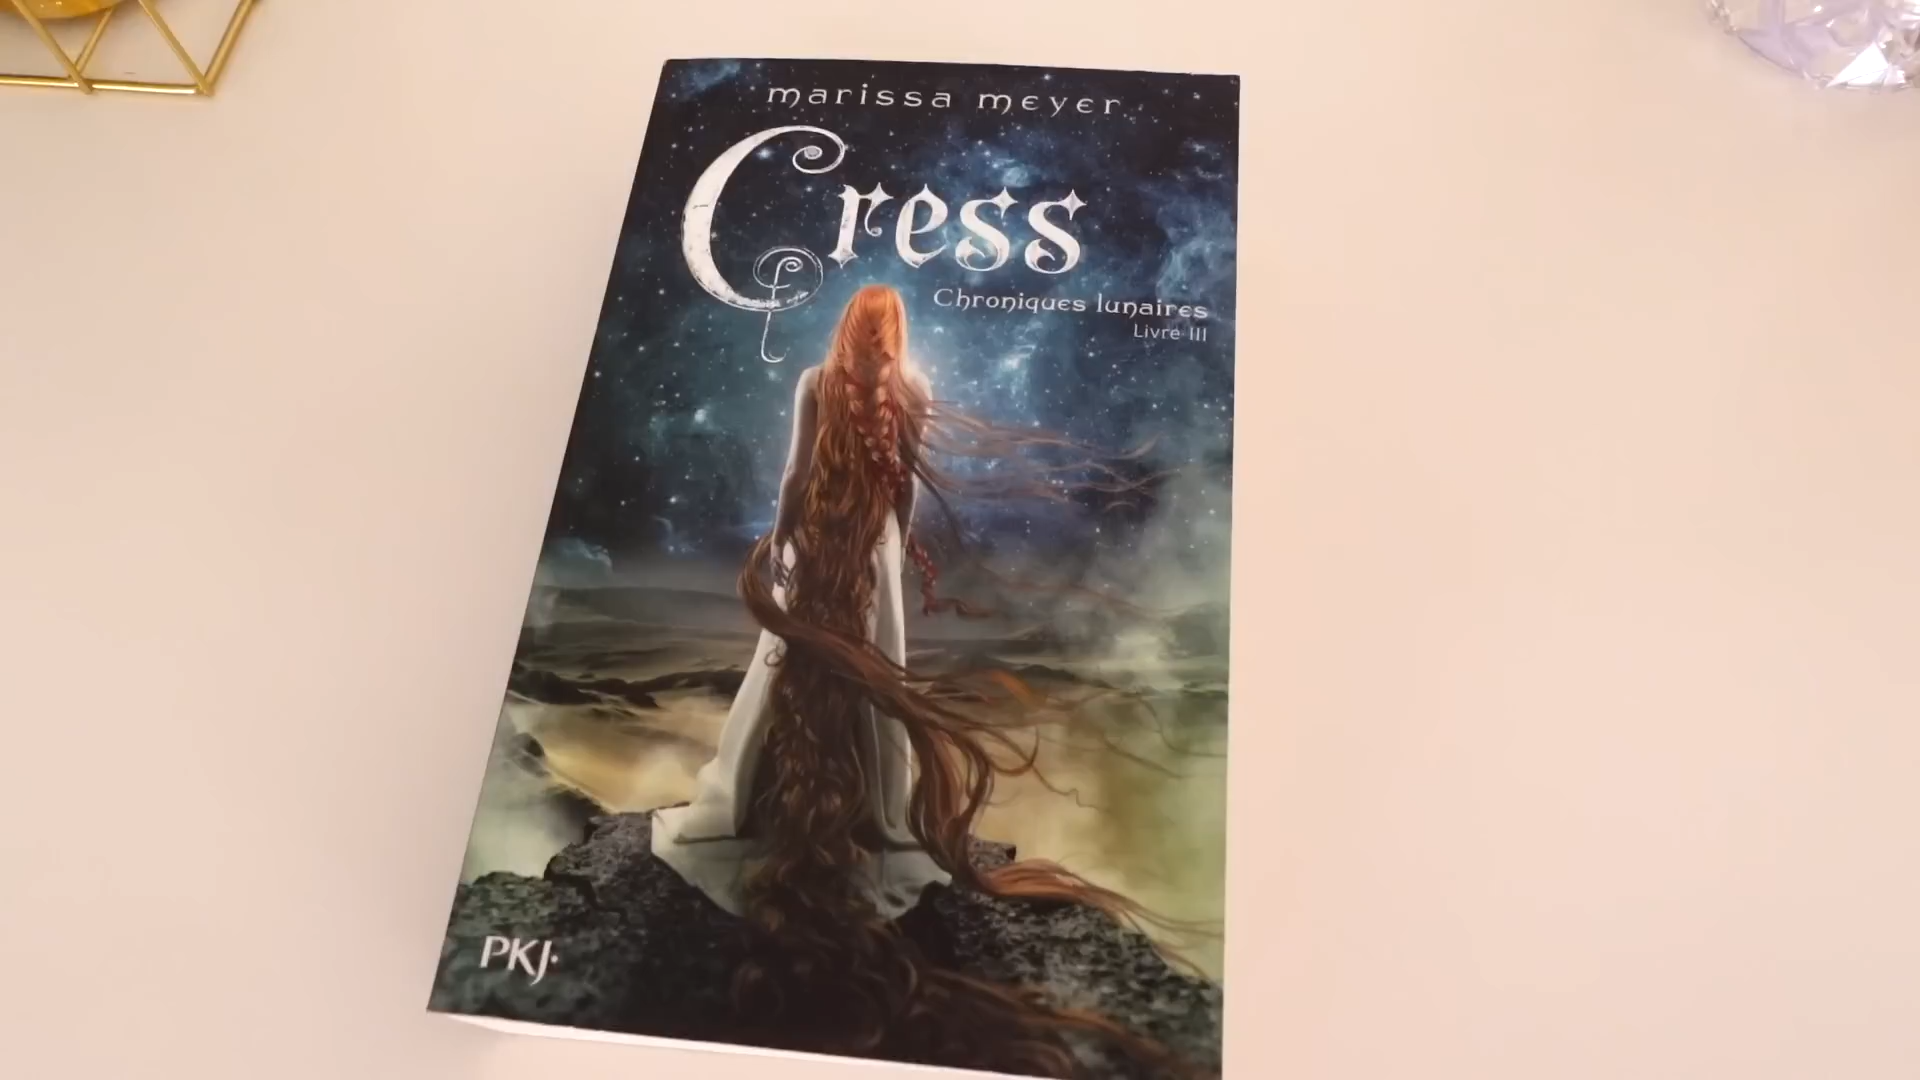 marissa meyer
Cress
Chroniques lunaires
Livre III
PKJ.